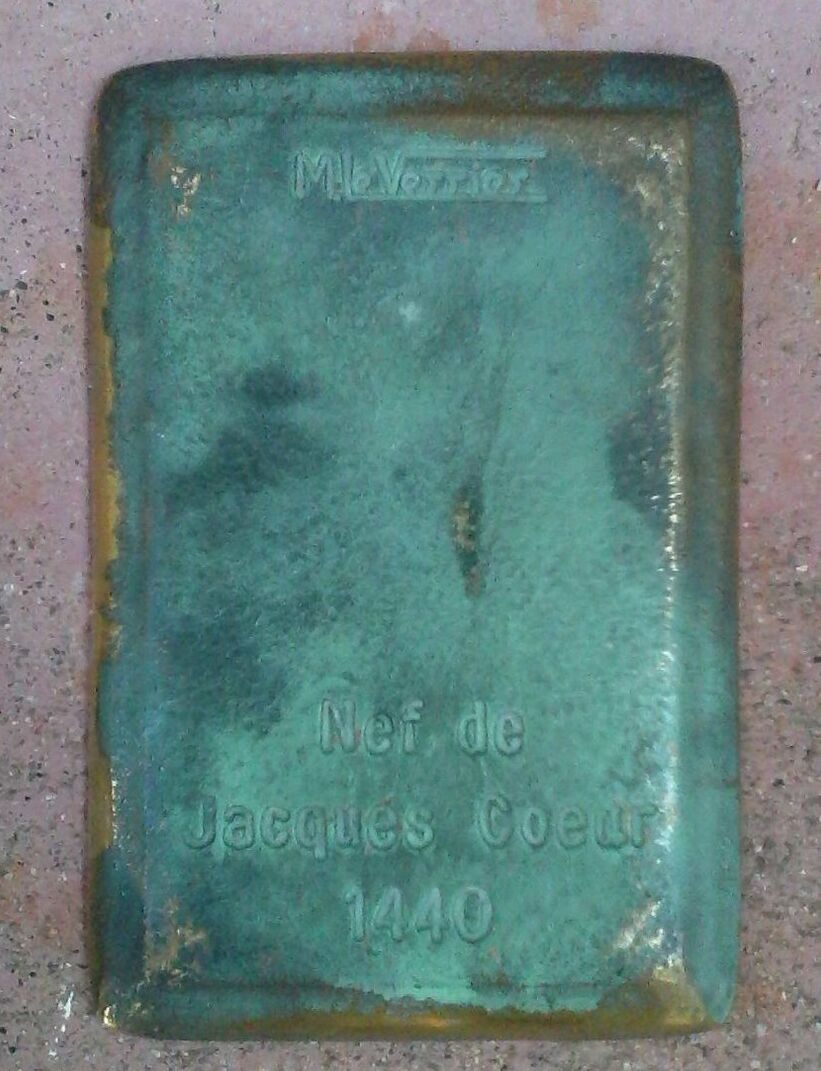 M. le Verrier
Nef de
Jacques Coeur
1440